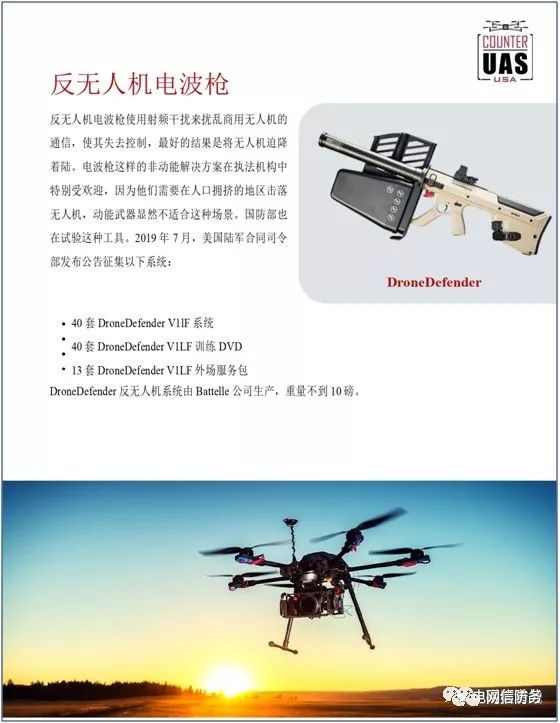 COUNTER
UAS
USA
反无人机电波枪
反无人机电波枪使用射频干扰来扰乱商用无人机的
通信，使其失去控制，最好的结果是将无人机迫降
着陆。电波枪这样的非动能解决方案在执法机构中
特别受欢迎，因为他们需要在人口拥挤的地区击落
无人机，动能武器显然不适合这种场景。国防部也
在试验这种工具。2019 年 7 月，美国陆军合同司令
部发布公告征集以下系统：
DroneDefender
• 40 套 DroneDefender V1lF 系统
• 40 套 DroneDefender V1LF 训练 DVD
• 13 套 DroneDefender V1LF 外场服务包
DroneDefender 反无人机系统由 Battelle 公司生产，重量不到 10 磅。